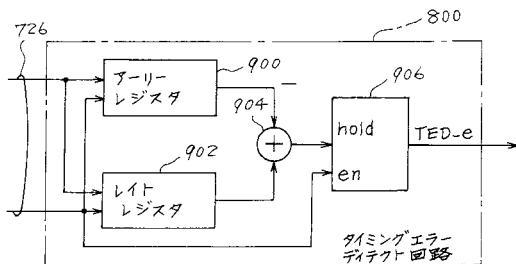 726
800
アーリー
レジスタ
900
−
904
906
hold
TED-e
+
en
902
レイト
レジスタ
タイミングエラー
ディテクト回路